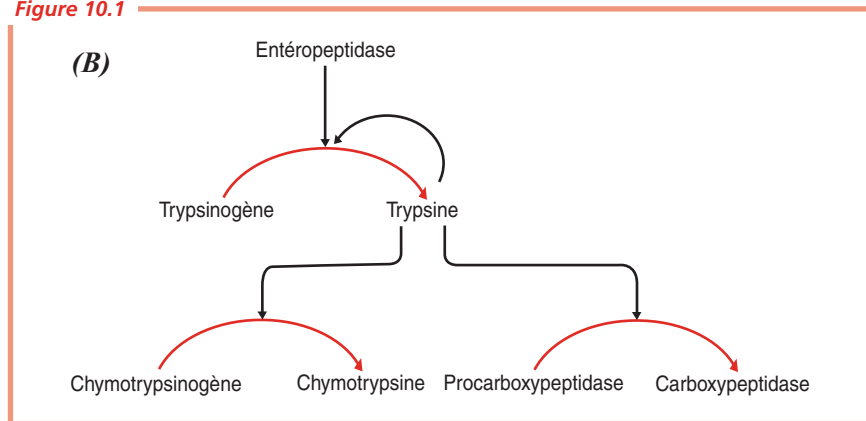 Figure 10.1
(B)
Entéropeptidase
Trypsinogène Trypsine
Chymotrypsinogène Chymotrypsine Procarboxypeptidase Carboxypeptidase